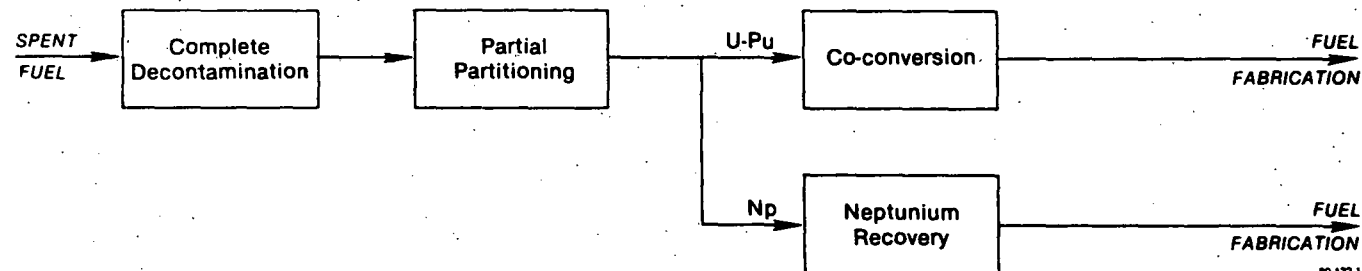 SPENT
FUEL
Complete
Decontamination
Partial
Partitioning
U-Pu
Co-conversion
FUEL
FABRICATION
Np
Neptunium
Recovery
FUEL
FABRICATION